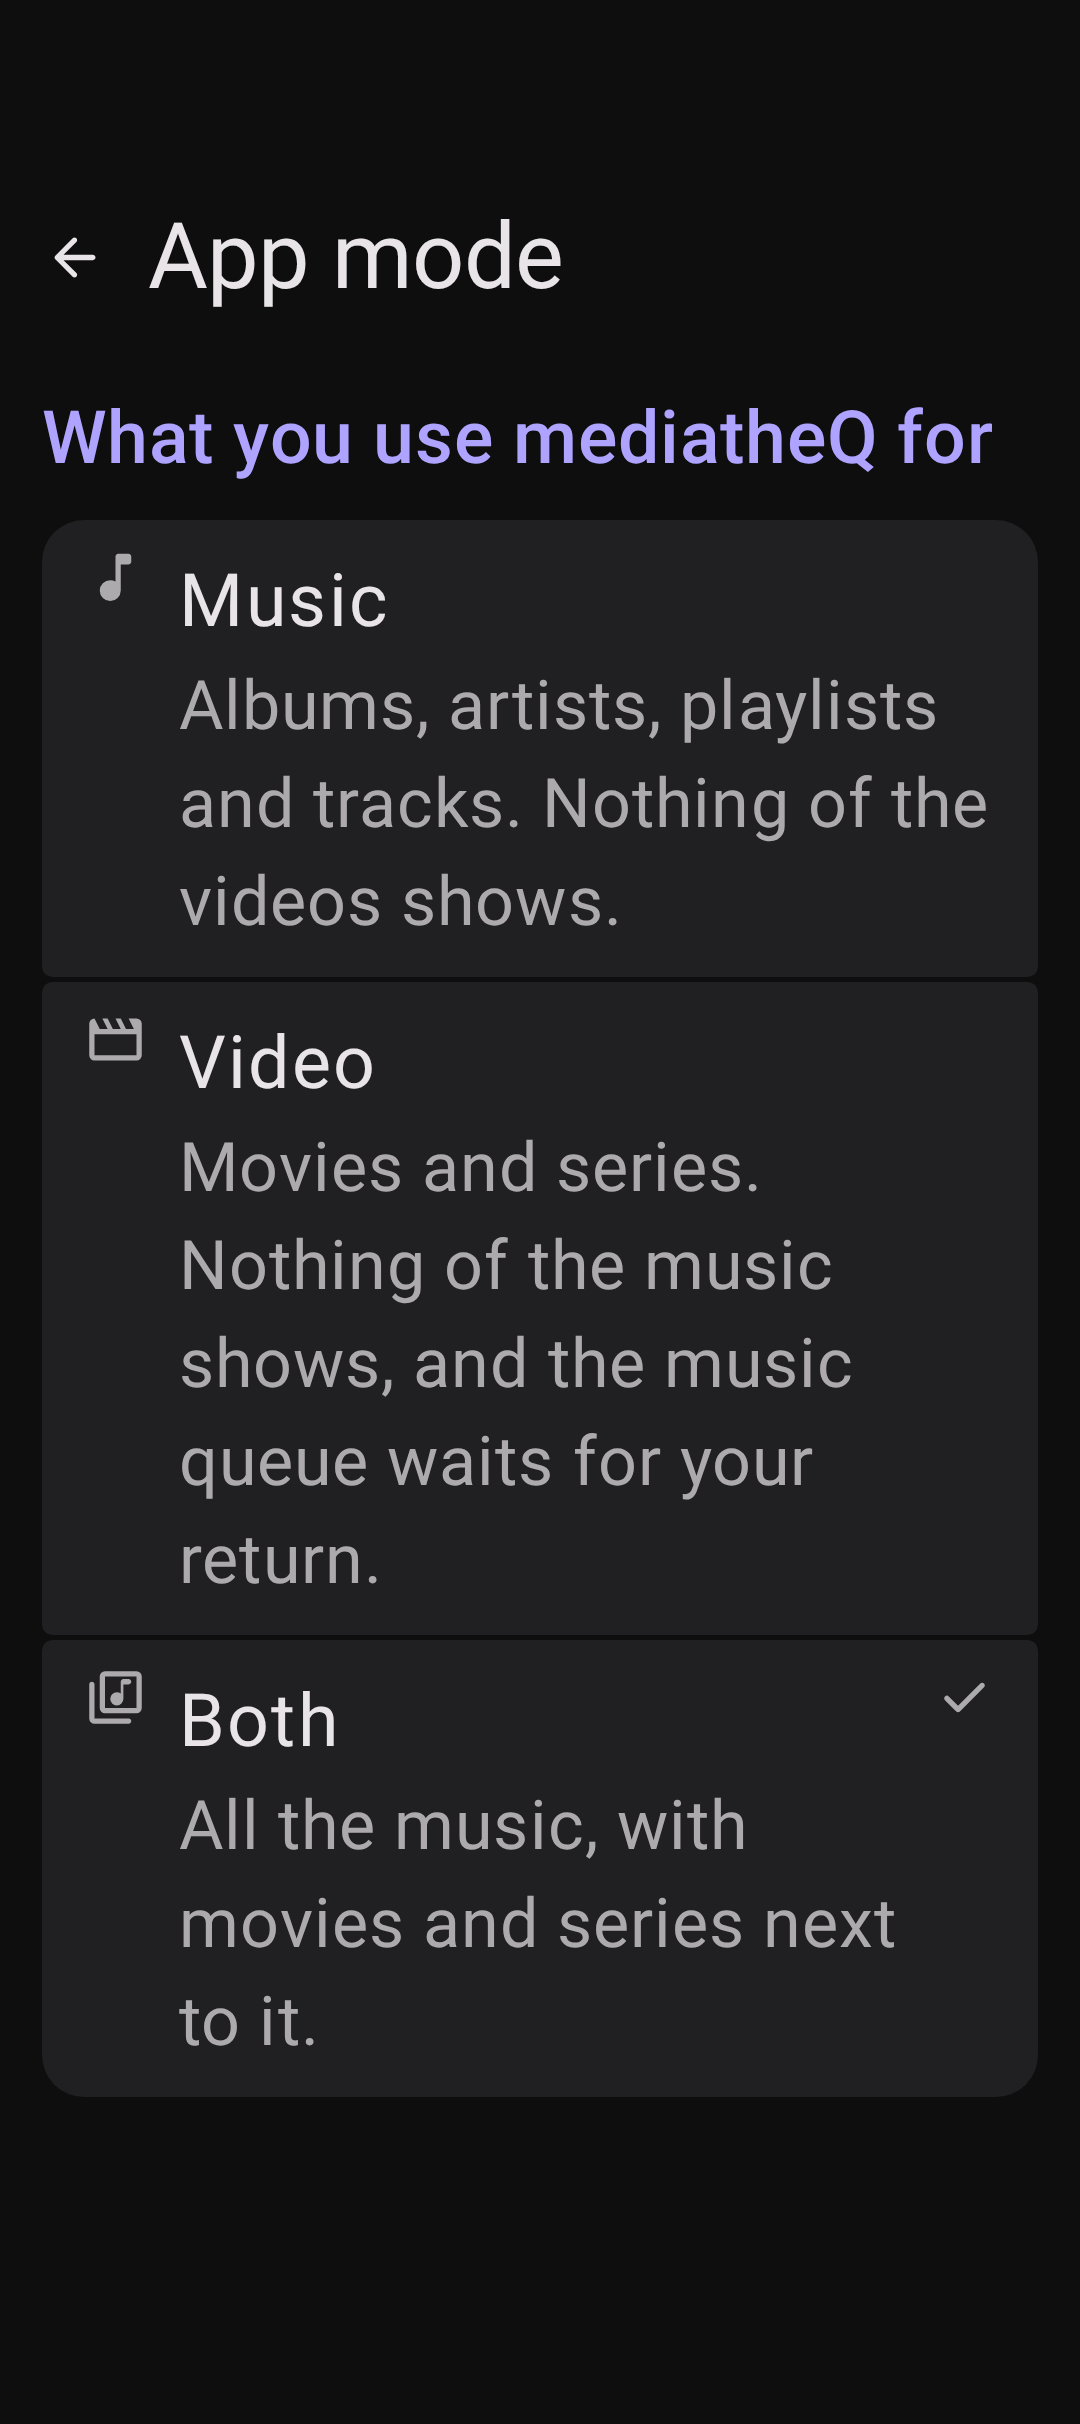 App mode
What you use mediatheQ for
Music
Albums, artists, playlists
and tracks. Nothing of the
videos shows.
Video
Movies and series.
Nothing of the music
shows, and the music
queue waits for your
return.
Both
All the music, with
movies and series next
to it.